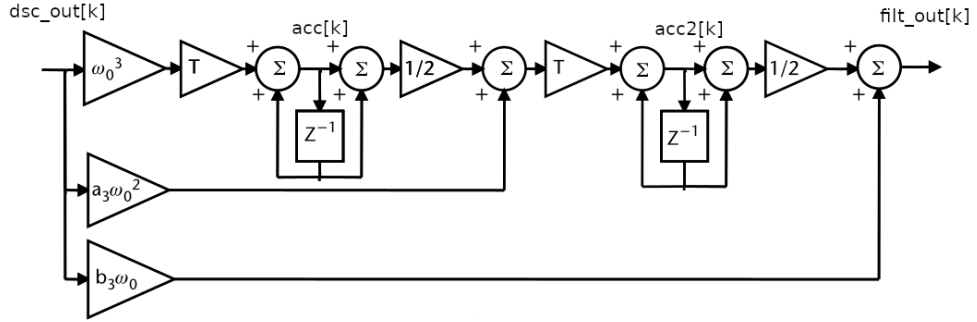 dsc_out[k]
acc[k]
acc2[k]
filt_out[k]
ω₀³ T + Σ + + Σ + 1/2 + Σ + T + Σ + + Σ + 1/2 + Σ +
Z⁻¹ Z⁻¹
a₃ω₀²
b₃ω₀